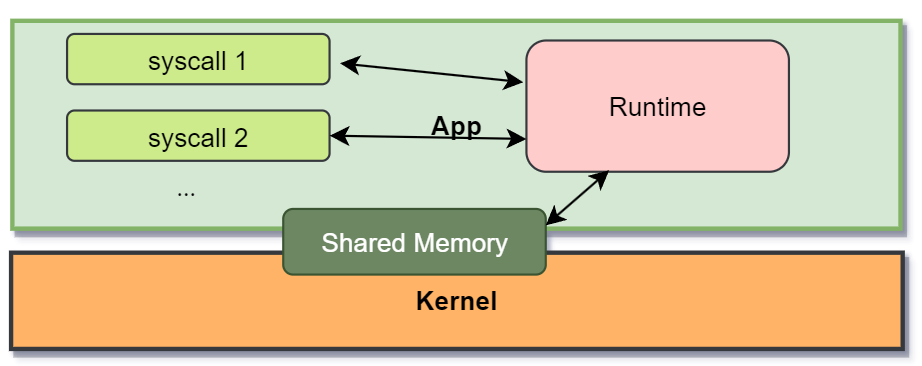 syscall 1
Runtime
App
syscall 2
...
Shared Memory
Kernel